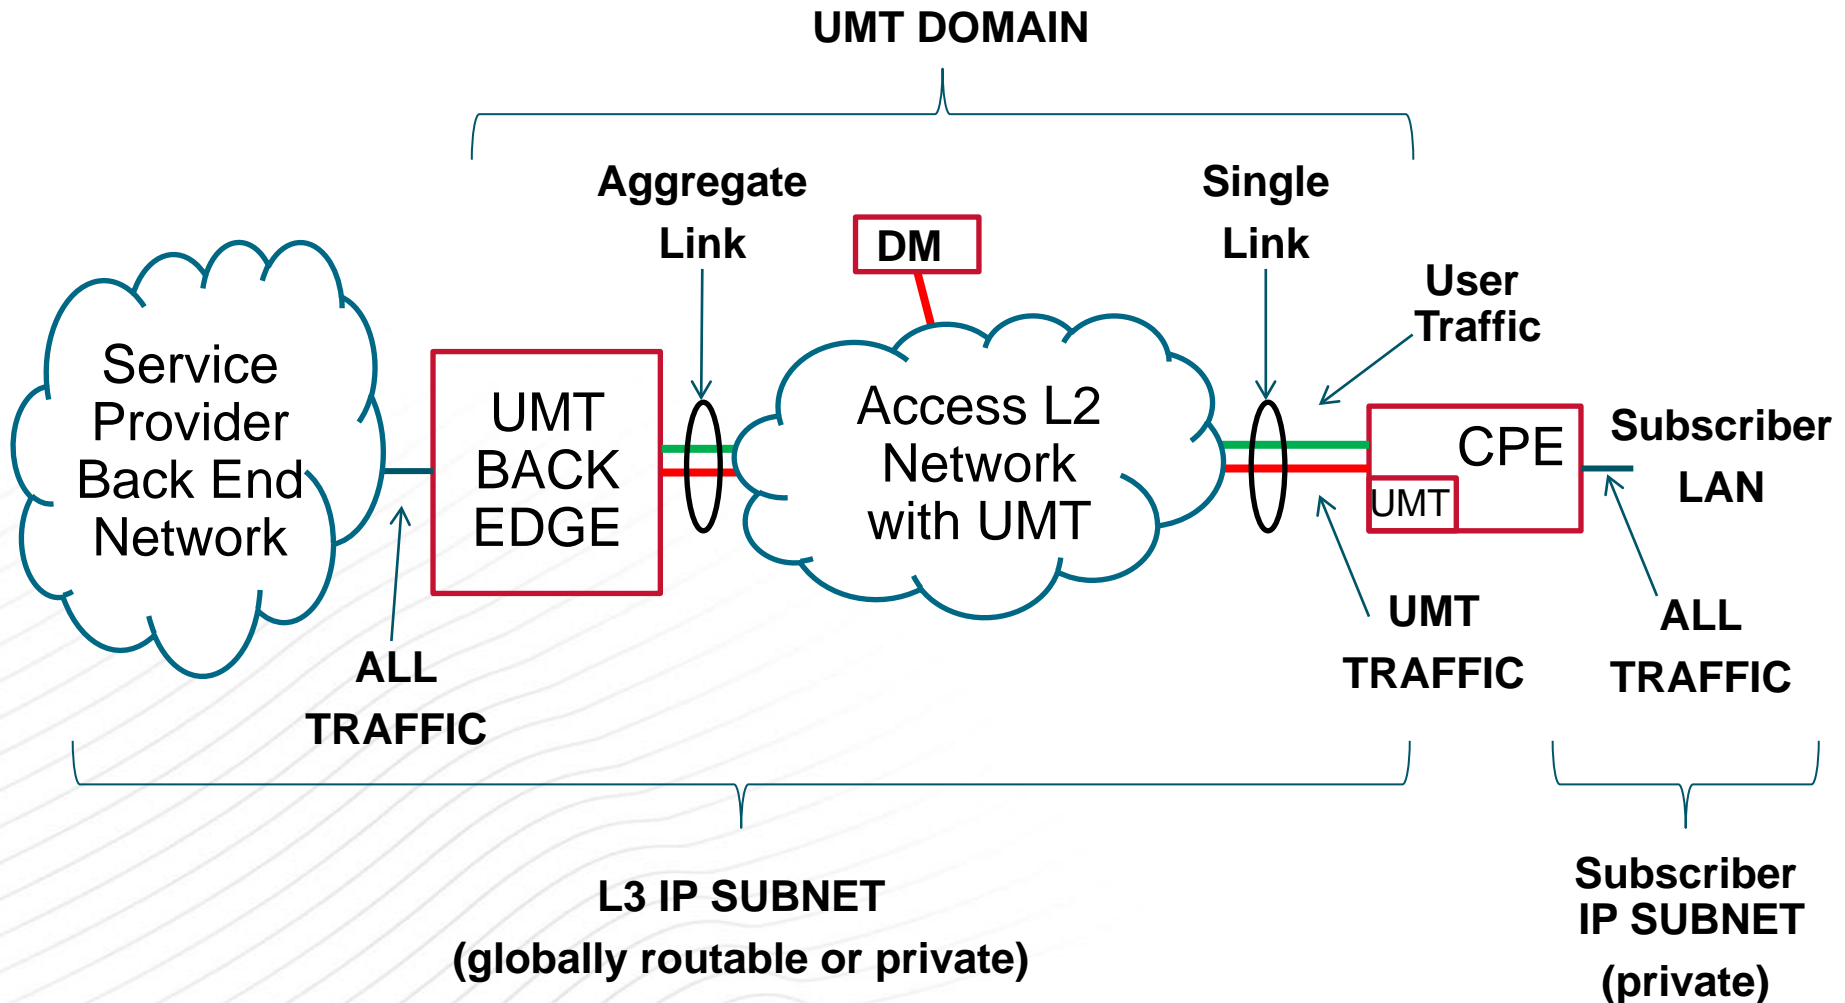 UMT DOMAIN
Aggregate
Link
Single
Link
DM
User
Traffic
Service
Provider
Back End
Network
UMT
BACK
EDGE
Access L2
Network
with UMT
CPE
UMT
Subscriber
LAN
ALL
TRAFFIC
UMT
TRAFFIC
ALL
TRAFFIC
L3 IP SUBNET
(globally routable or private)
Subscriber
IP SUBNET
(private)